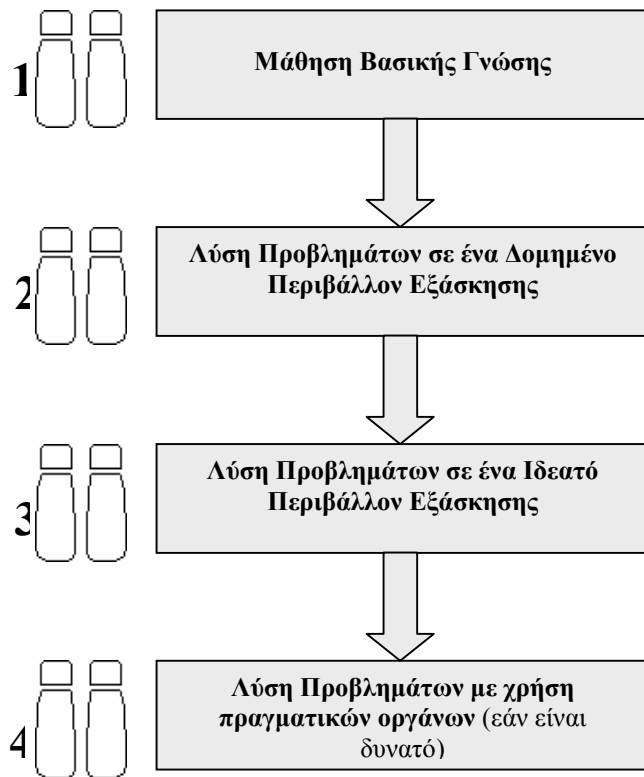 1
Μάθηση Βασικής Γνώσης
2
Λύση Προβλημάτων σε ένα Δομημένο
Περιβάλλον Εξάσκησης
3
Λύση Προβλημάτων σε ένα Ιδεατό
Περιβάλλον Εξάσκησης
4
Λύση Προβλημάτων με χρήση
πραγματικών οργάνων (εάν είναι
δυνατό)